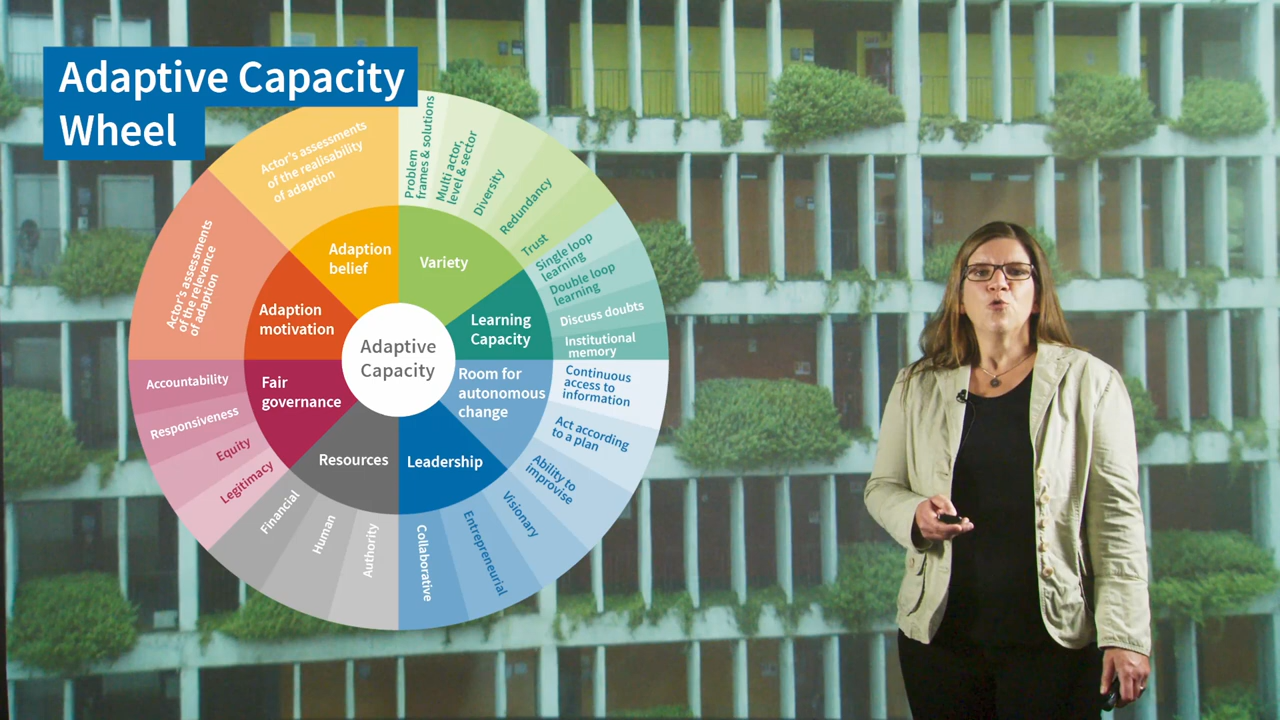 Adaptive Capacity
Wheel
Adaptive
Capacity
Variety
Problem
frames & solutions
Multi actor,
level & sector
Diversity
Redundancy
Trust
Learning
Capacity
Single loop
learning
Double loop
learning
Discuss doubts
Institutional
memory
Room for
autonomous
change
Continuous
access to
information
Act according
to a plan
Ability to
improvise
Leadership
Visionary
Entrepreneurial
Collaborative
Resources
Authority
Human
Financial
Fair
governance
Legitimacy
Equity
Responsiveness
Accountability
Adaption
motivation
Actor's assessments
of the relevance
of adaption
Adaption
belief
Actor's assessments
of the realisability
of adaption